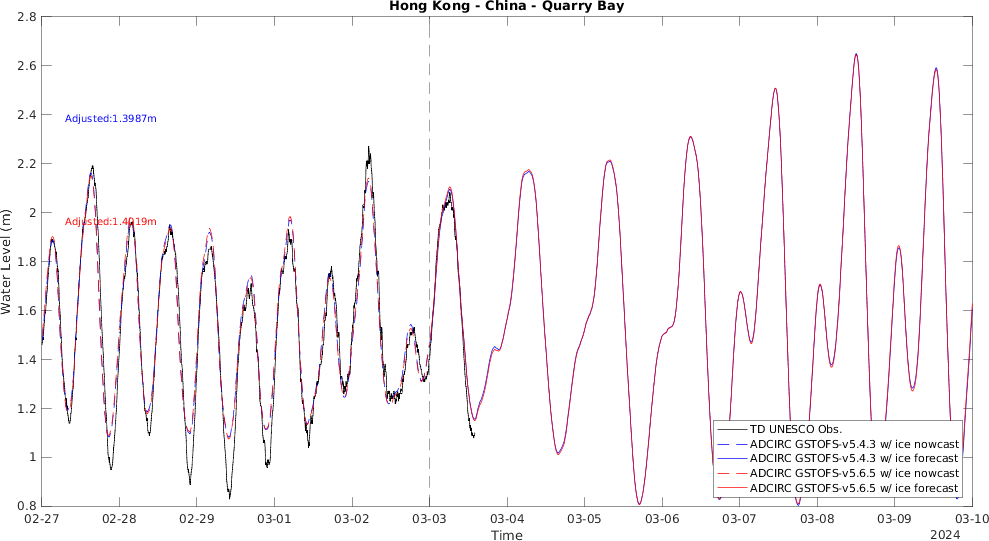 Hong Kong - China - Quarry Bay
Water Level (m)
2.8
2.6
2.4
2.2
2
1.8
1.6
1.4
1.2
1
0.8
Adjusted:1.3987m
Adjusted:1.4019m
TD UNESCO Obs.
ADCIRC GSTOFS-v5.4.3 w/ ice nowcast
ADCIRC GSTOFS-v5.4.3 w/ ice forecast
ADCIRC GSTOFS-v5.6.5 w/ ice nowcast
ADCIRC GSTOFS-v5.6.5 w/ ice forecast
02-27 02-28 02-29 03-01 03-02 03-03 03-04 03-05 03-06 03-07 03-08 03-09 03-10
Time
2024